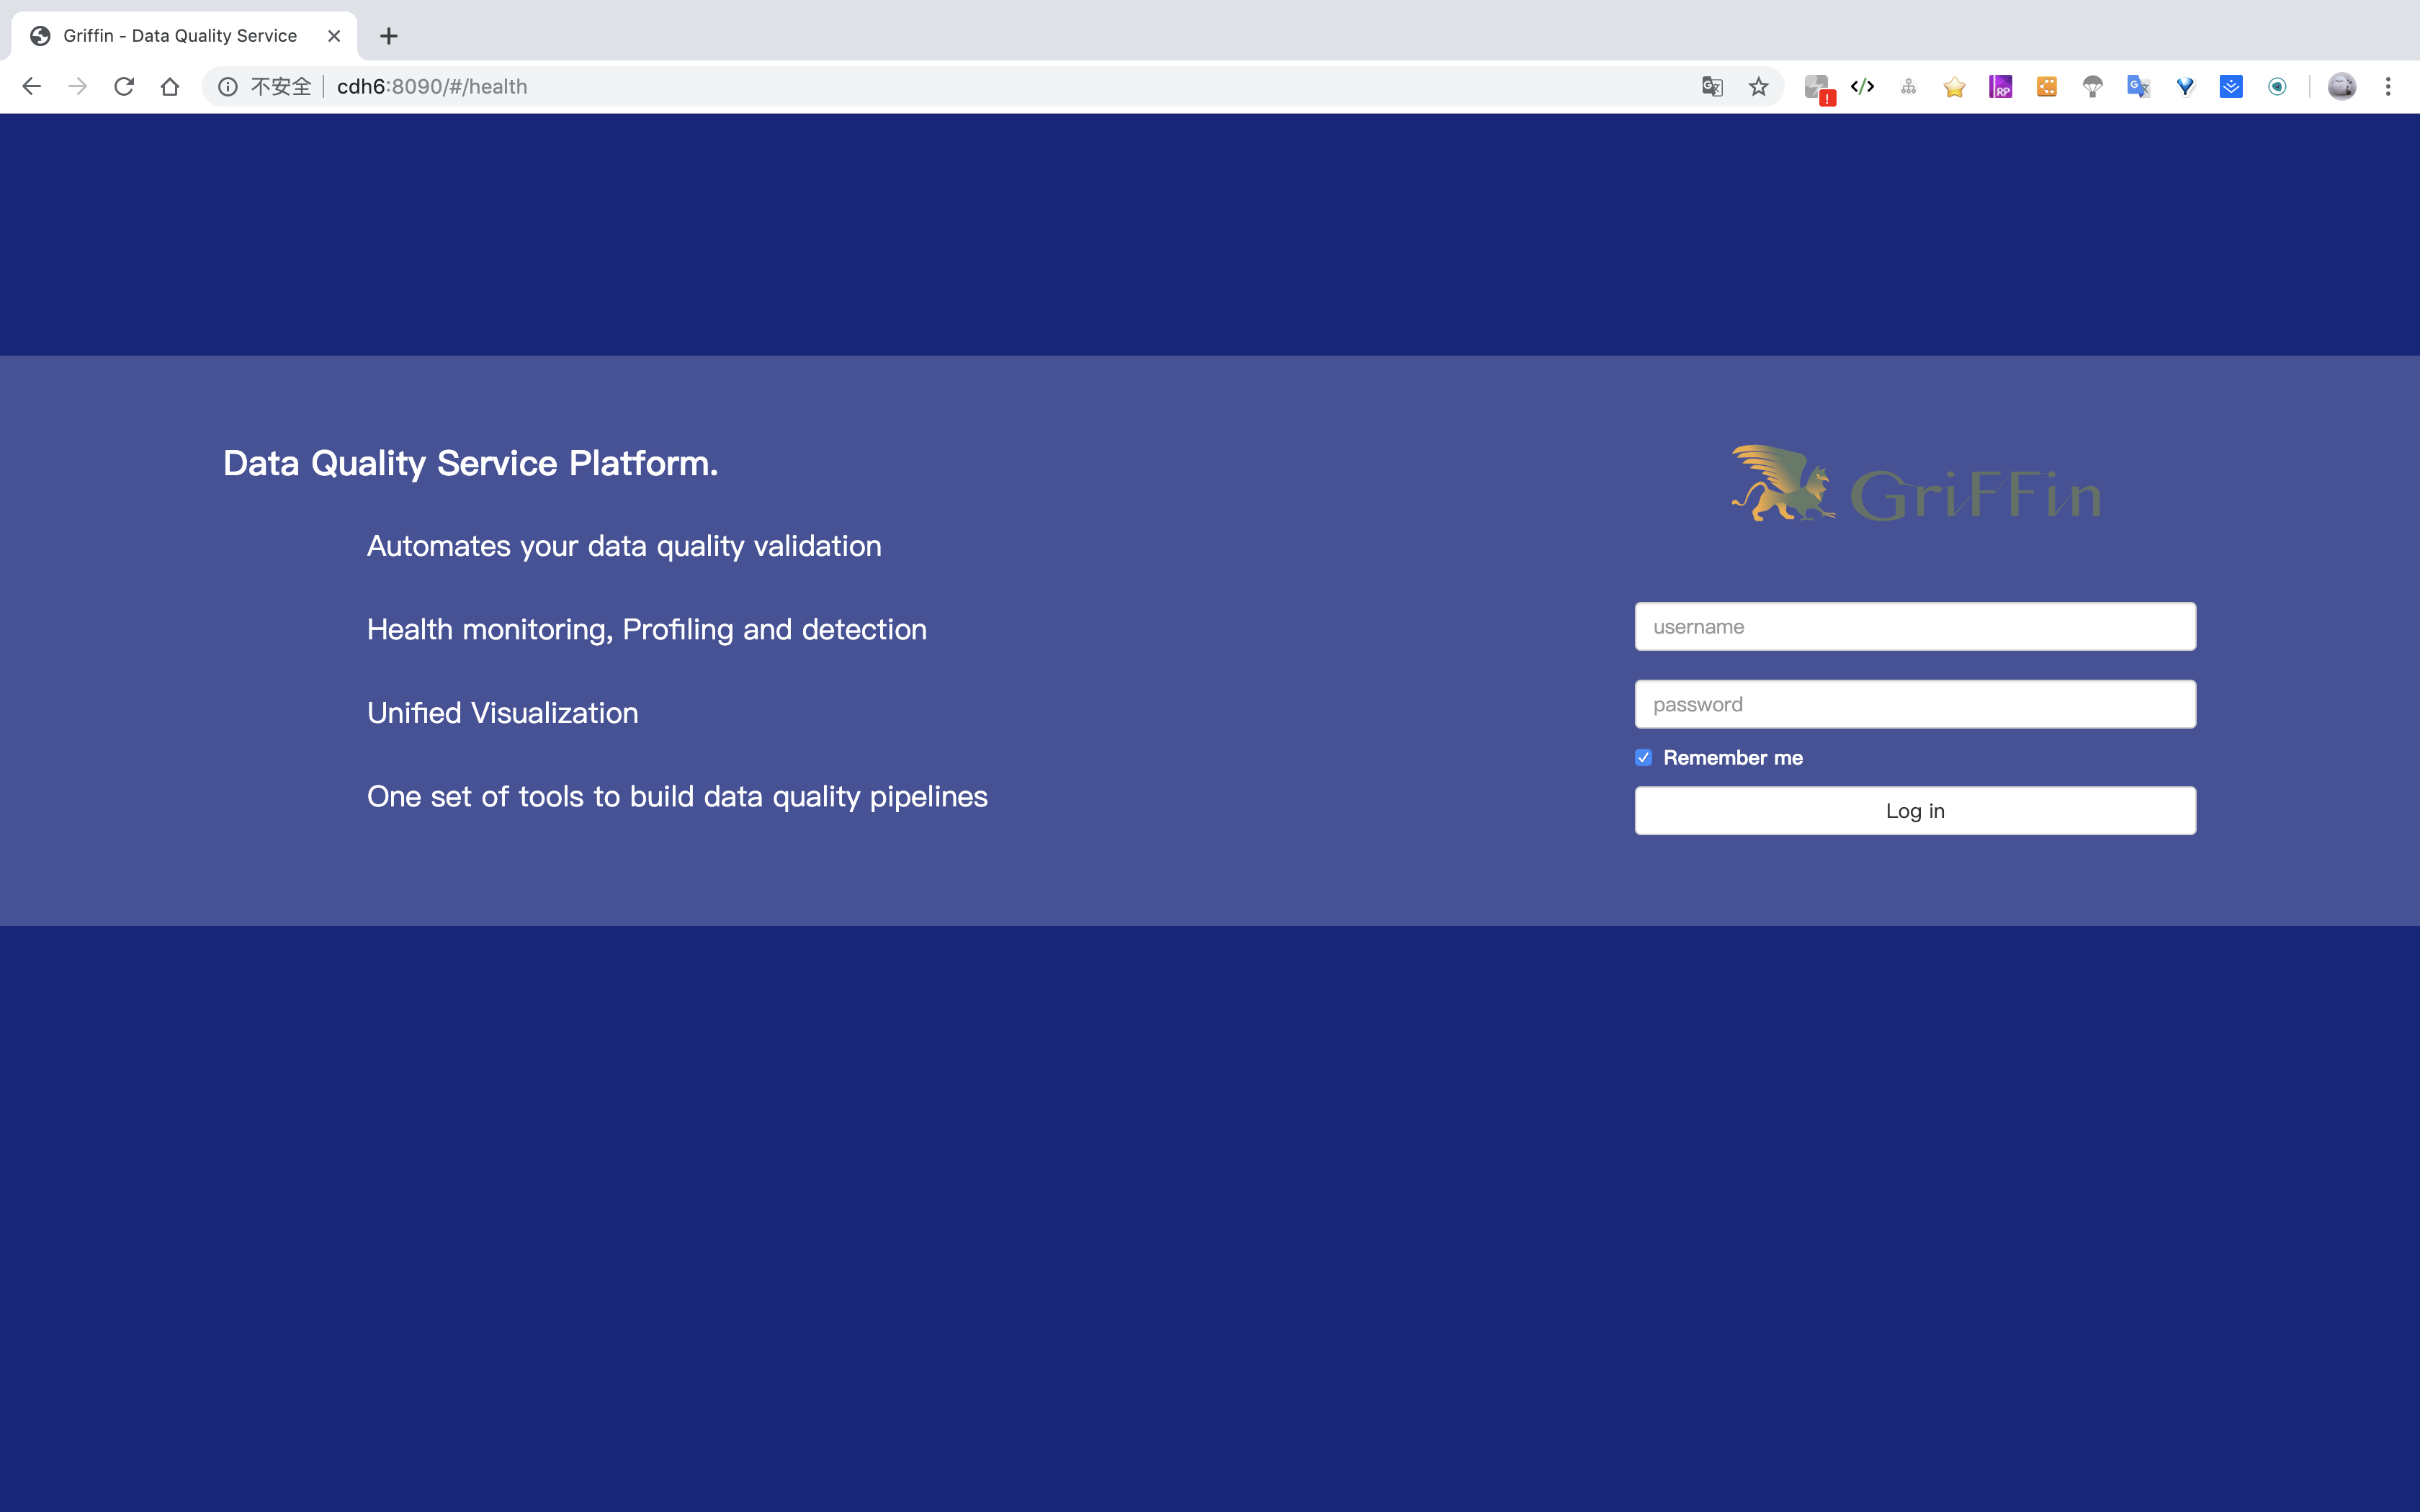 Griffin - Data Quality Service
不安全 cdh6:8090/#/health
Data Quality Service Platform.
Automates your data quality validation
Health monitoring, Profiling and detection
Unified Visualization
One set of tools to build data quality pipelines
GriFFin
username
password
Remember me
Log in